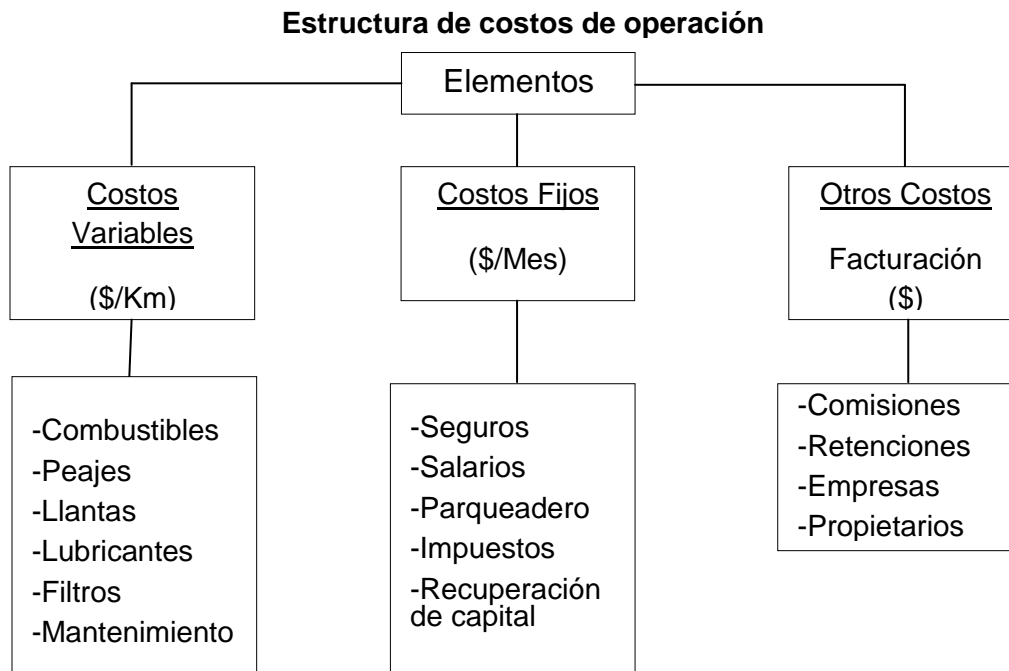 Estructura de costos de operación
Elementos
Costos
Variables
($/Km)
Costos Fijos
($/Mes)
Otros Costos
Facturación
($)
-Combustibles
-Peajes
-Llantas
-Lubricantes
-Filtros
-Mantenimiento
-Seguros
-Salarios
-Parqueadero
-Impuestos
-Recuperación
de capital
-Comisiones
-Retenciones
-Empresas
-Propietarios